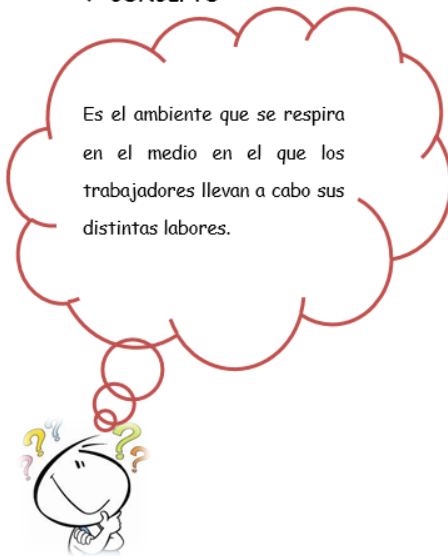 Es el ambiente que se respira
en el medio en el que los
trabajadores llevan a cabo sus
distintas labores.